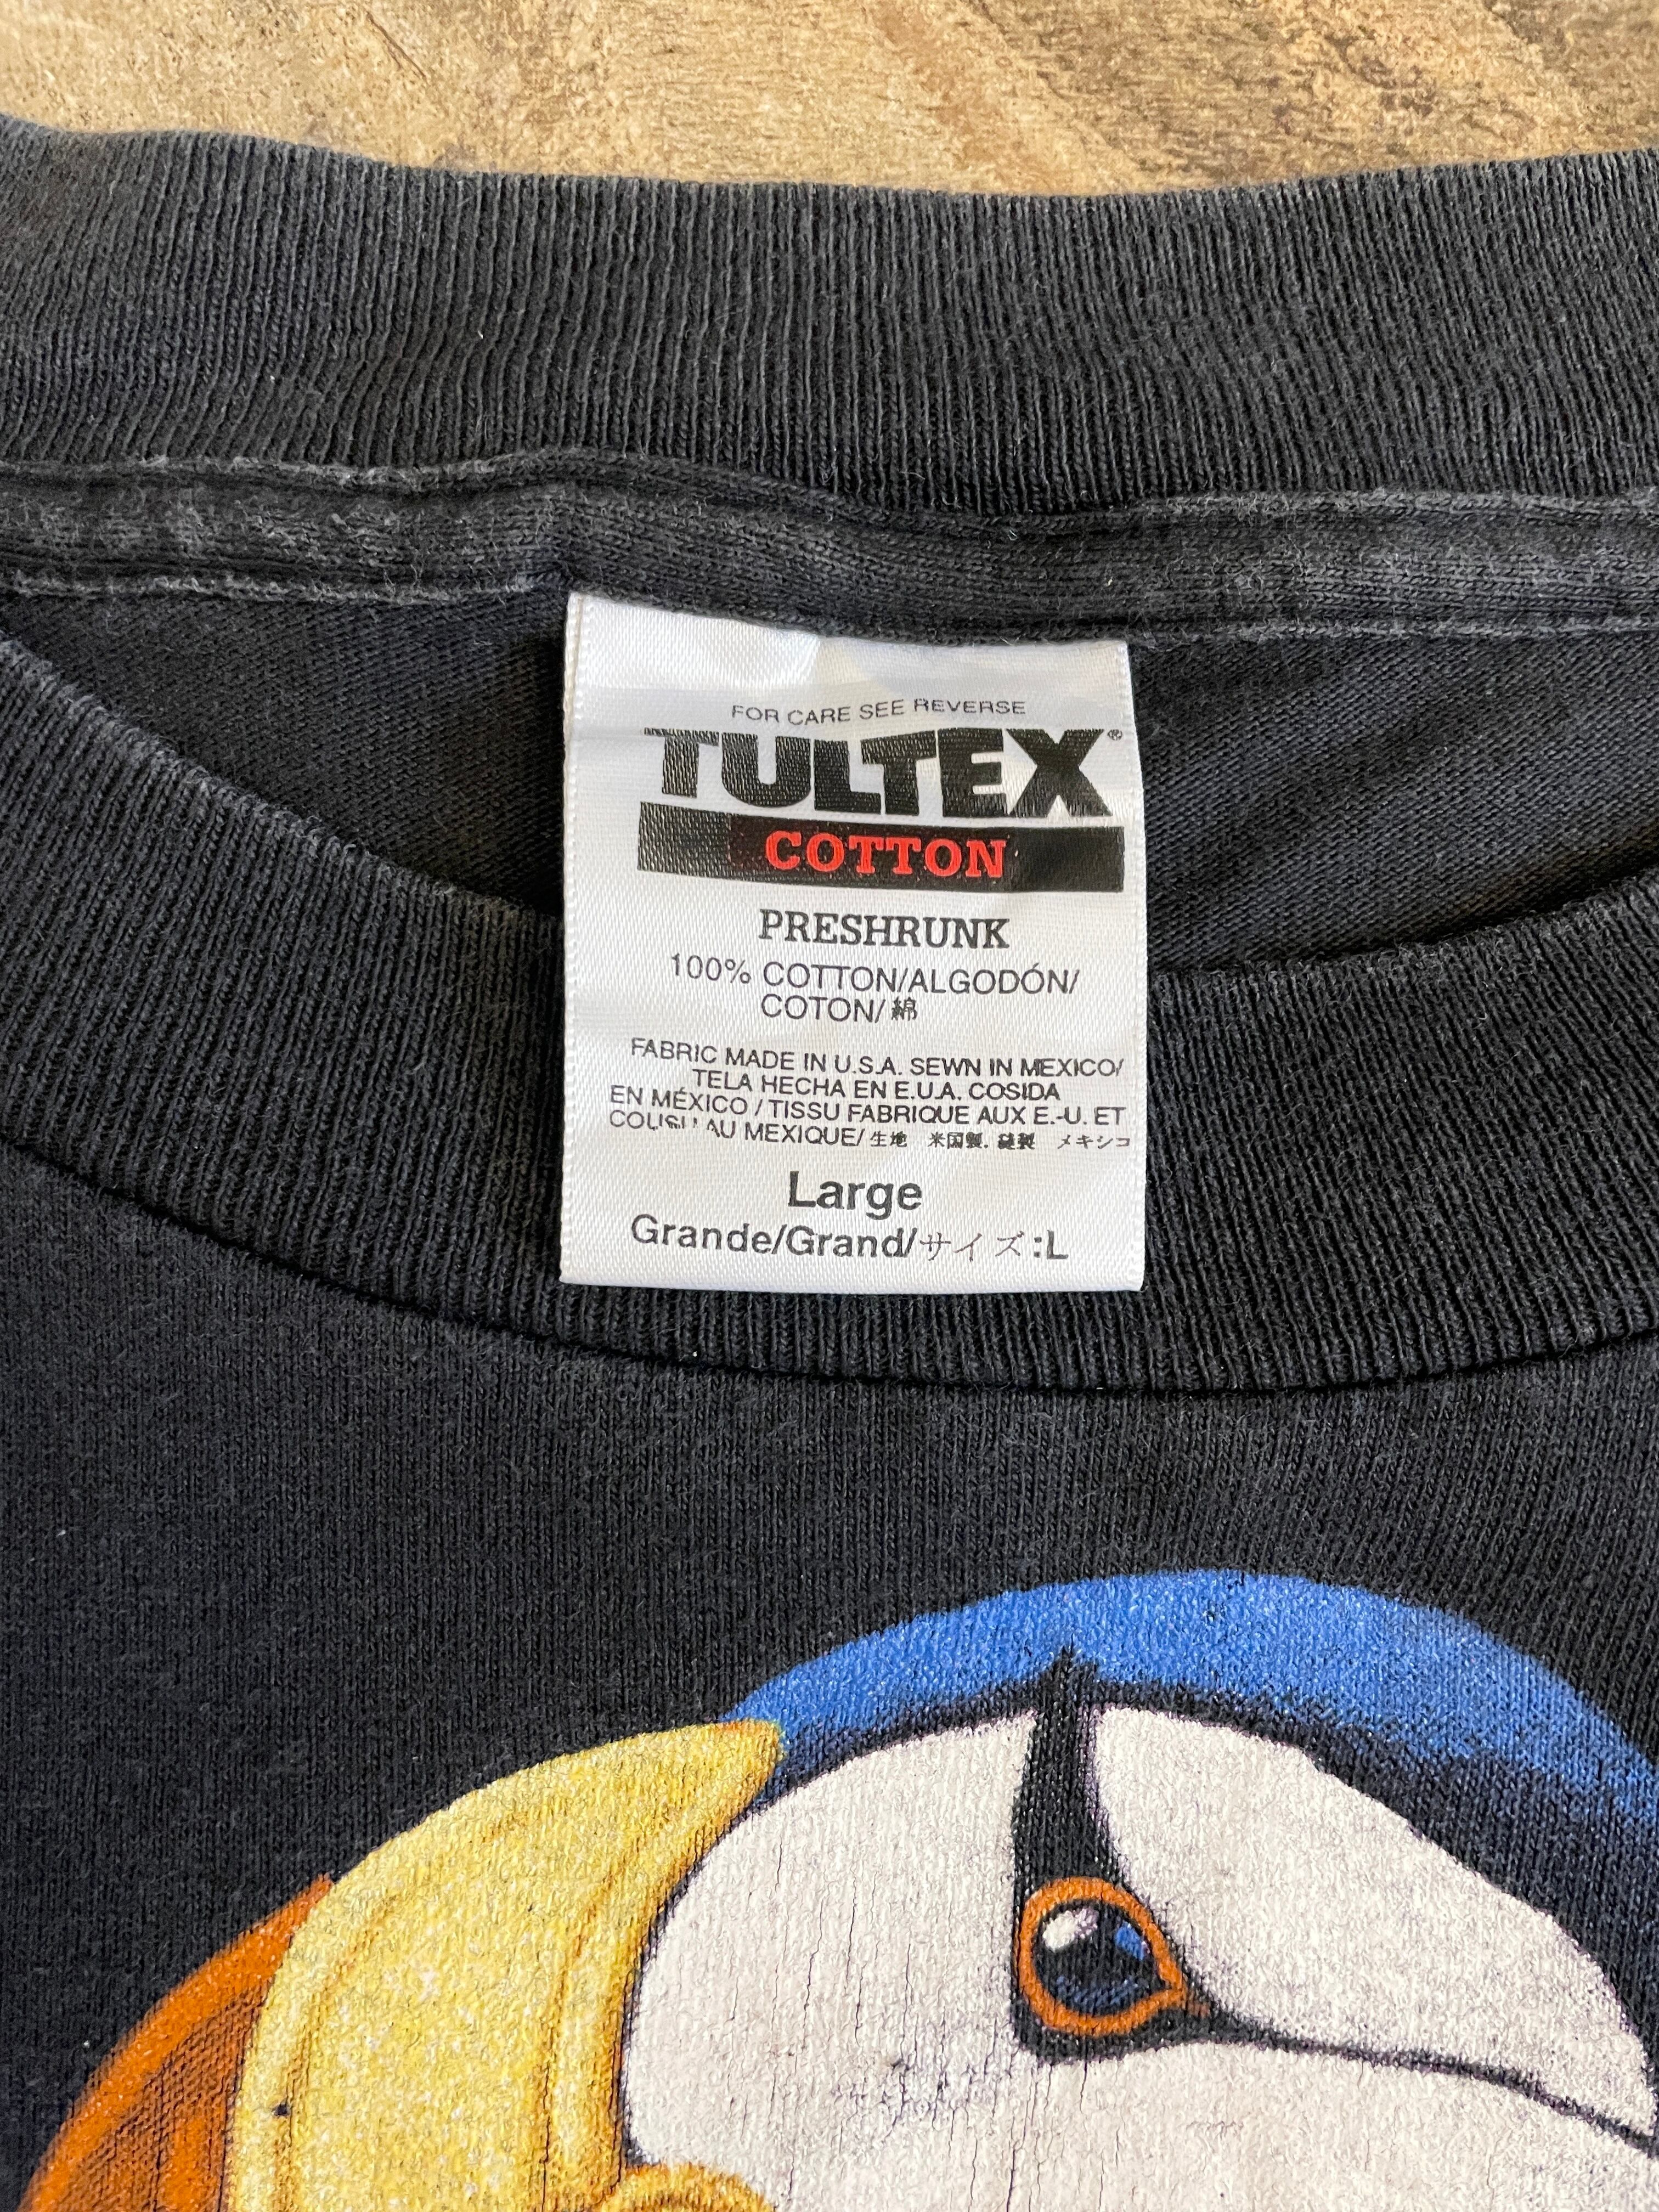 FOR CARE SEE REVERSE
TULTEX®
COTTON
PRESHRUNK
100% COTTON/ALGODÓN/
COTON/綿
FABRIC MADE IN U.S.A. SEWN IN MEXICO/
TELA HECHA EN E.U.A. COSIDA
EN MÉXICO / TISSU FABRIQUE AUX E.-U. ET
AU MEXIQUE/生地 米国製. 縫製 メキシコ
Large
Grande/Grand/サイズ:L